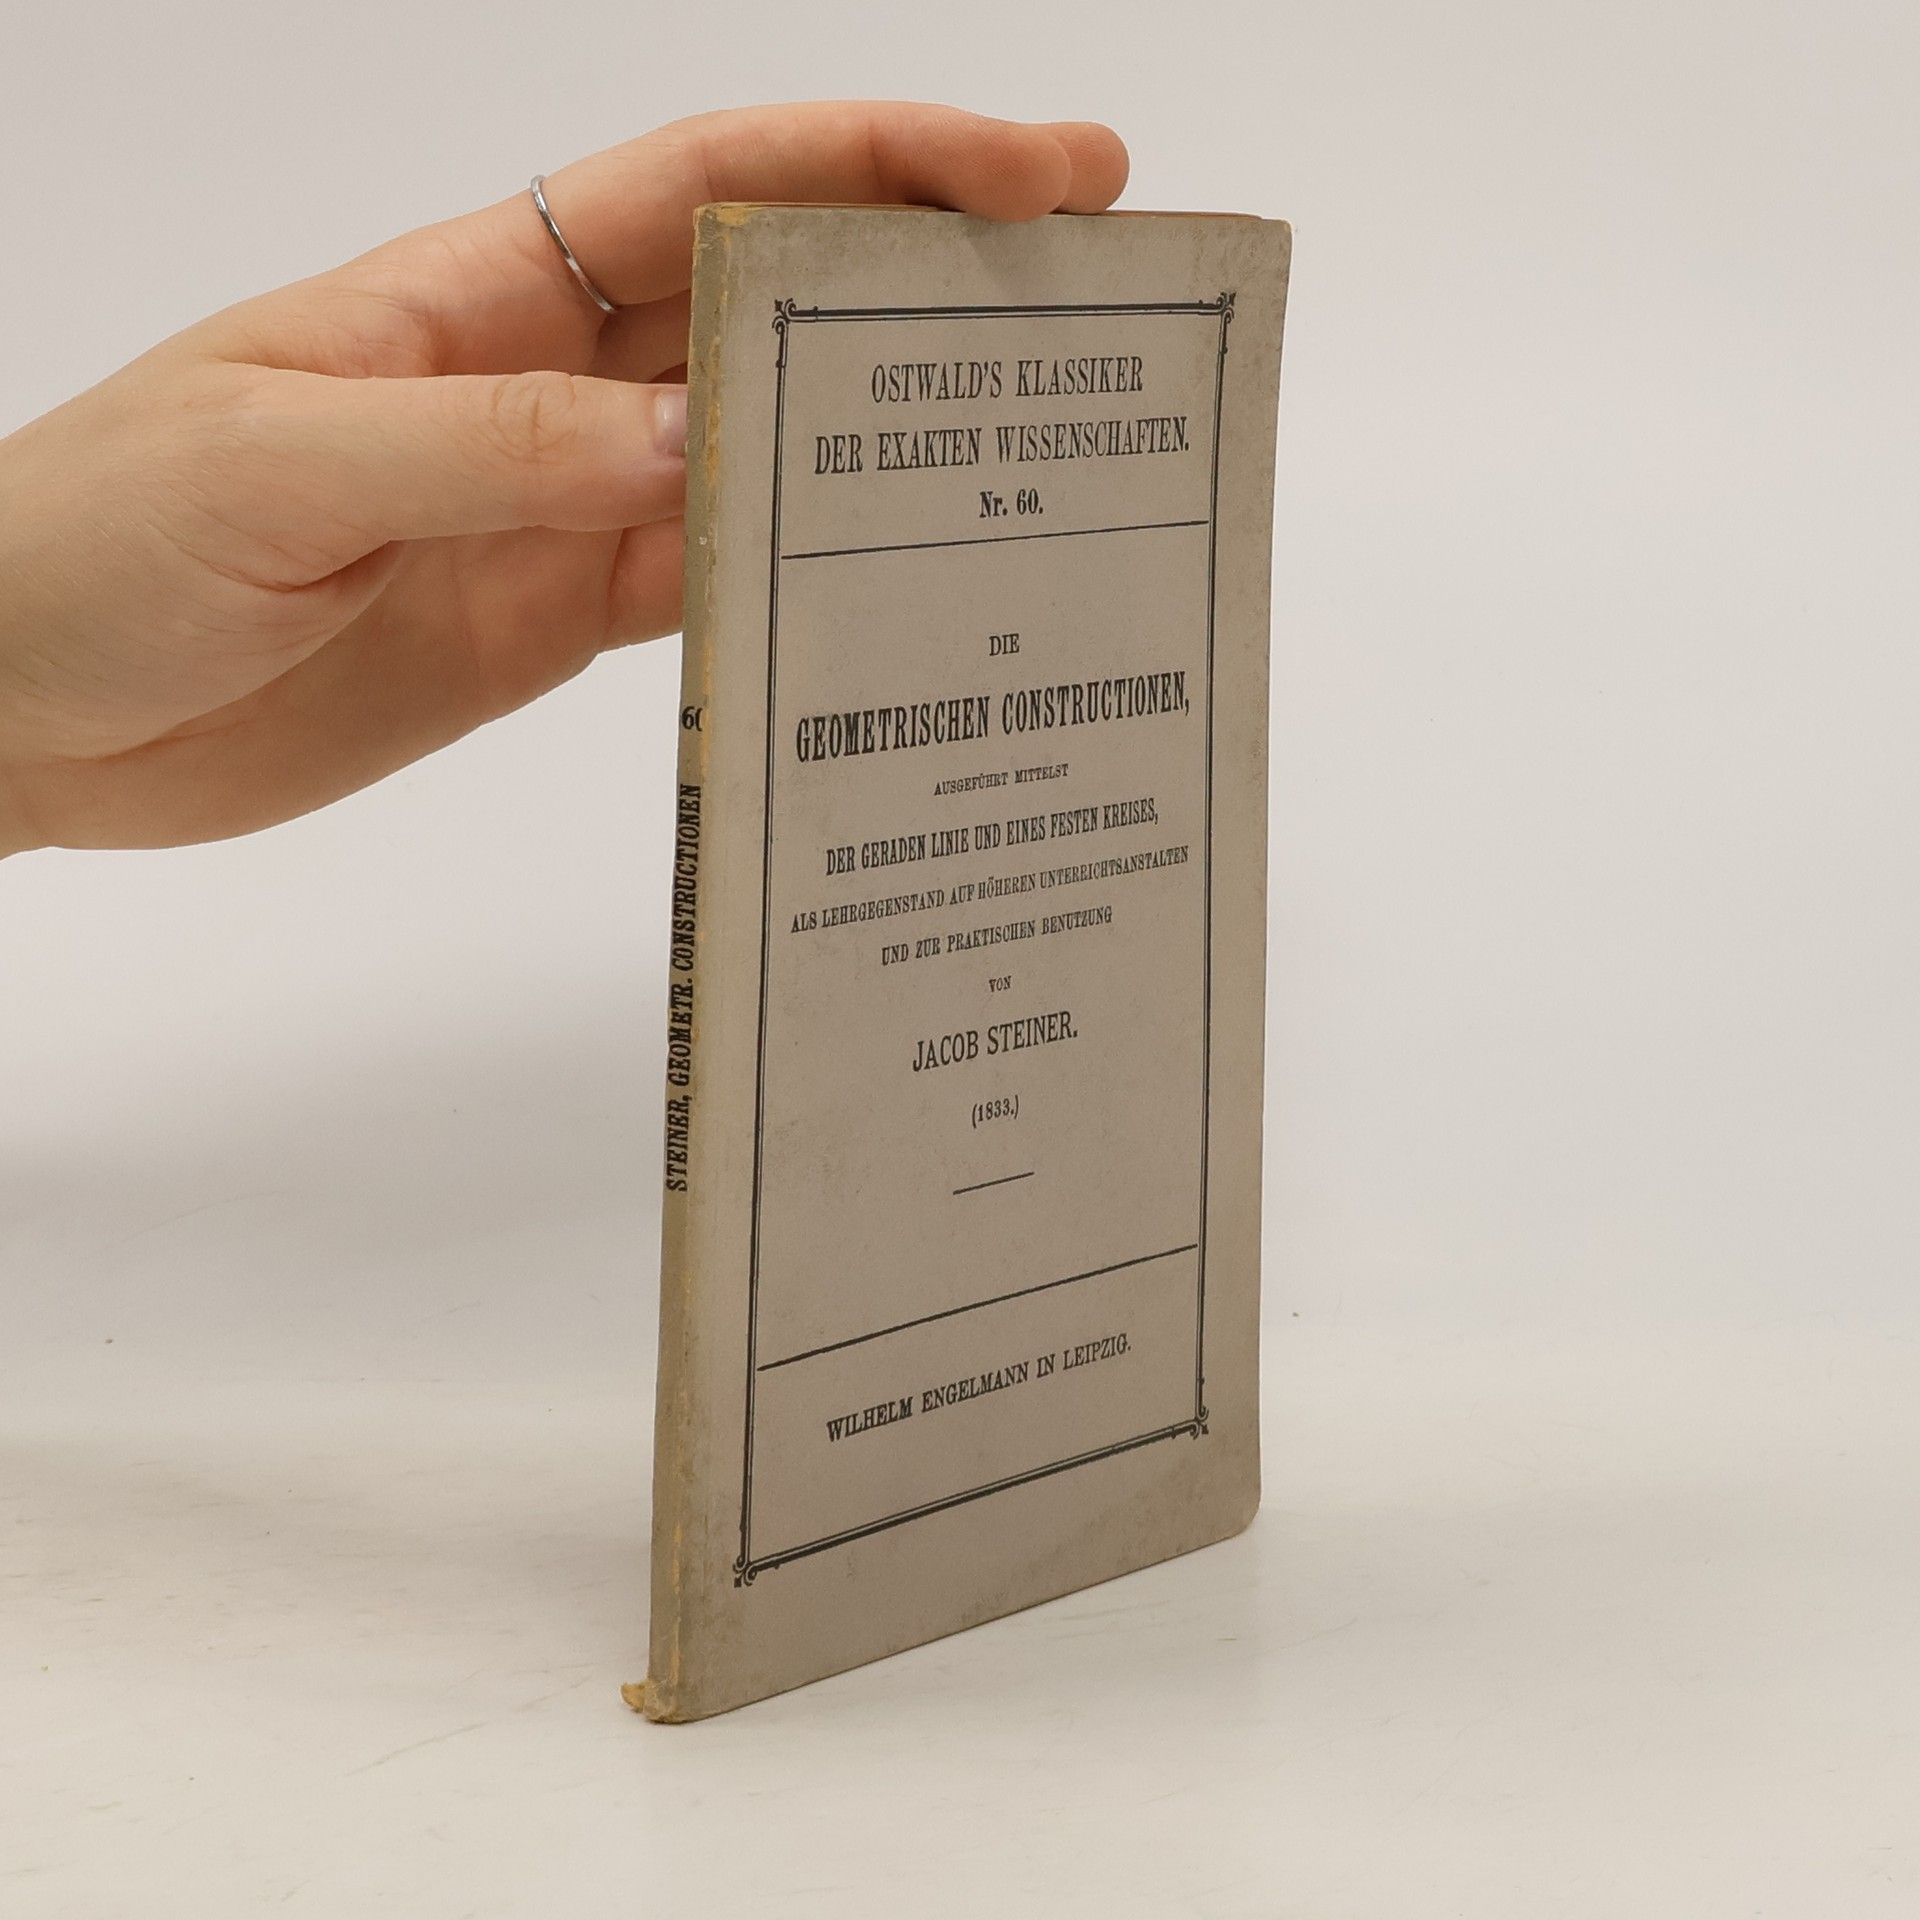 OSTWALD'S KLASSIKER
DER EXAKTEN WISSENSCHAFTEN.
Nr. 60.
DIE
GEOMETRISCHEN CONSTRUCTIONEN,
AUSGEFÜHRT MITTELST
DER GERADEN LINIE UND EINES FESTEN KREISES,
ALS LEHRGEGENSTAND AUF HÖHEREN UNTERRICHTSANSTALTEN
UND ZUR PRAKTISCHEN BENUTZUNG
VON
JACOB STEINER.
(1833.)
WILHELM ENGELMANN IN LEIPZIG.
60
STEINER, GEOMETR. CONSTRUCTIONEN